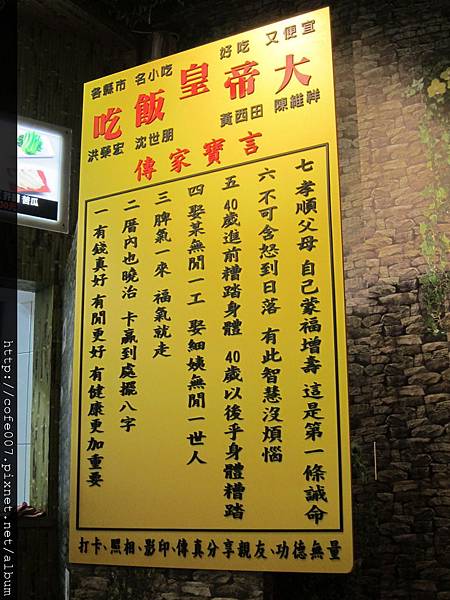 好吃 又便宜
各縣市 名小吃
大帝皇飯吃
陳維祥
黃西田
沈世朋
洪榮宏
傳家寶言
一 有錢真好 有閒更好 有健康更加重要
二 厝內也曉治 卡贏到處擺八字
三 脾氣一來 福氣就走
四 娶某無閒一工 娶細姨無閒一世人
五 40歲進前糟蹋身體 40歲以後乎身體糟蹋
六 不可含怒到日落 有此智慧沒煩惱
七 孝順父母 自己蒙福增壽 這是第一條誡命
打卡、照相、影印、傳真分享親友、功德無量
苦瓜
http://cofe007.pixnet.net/album